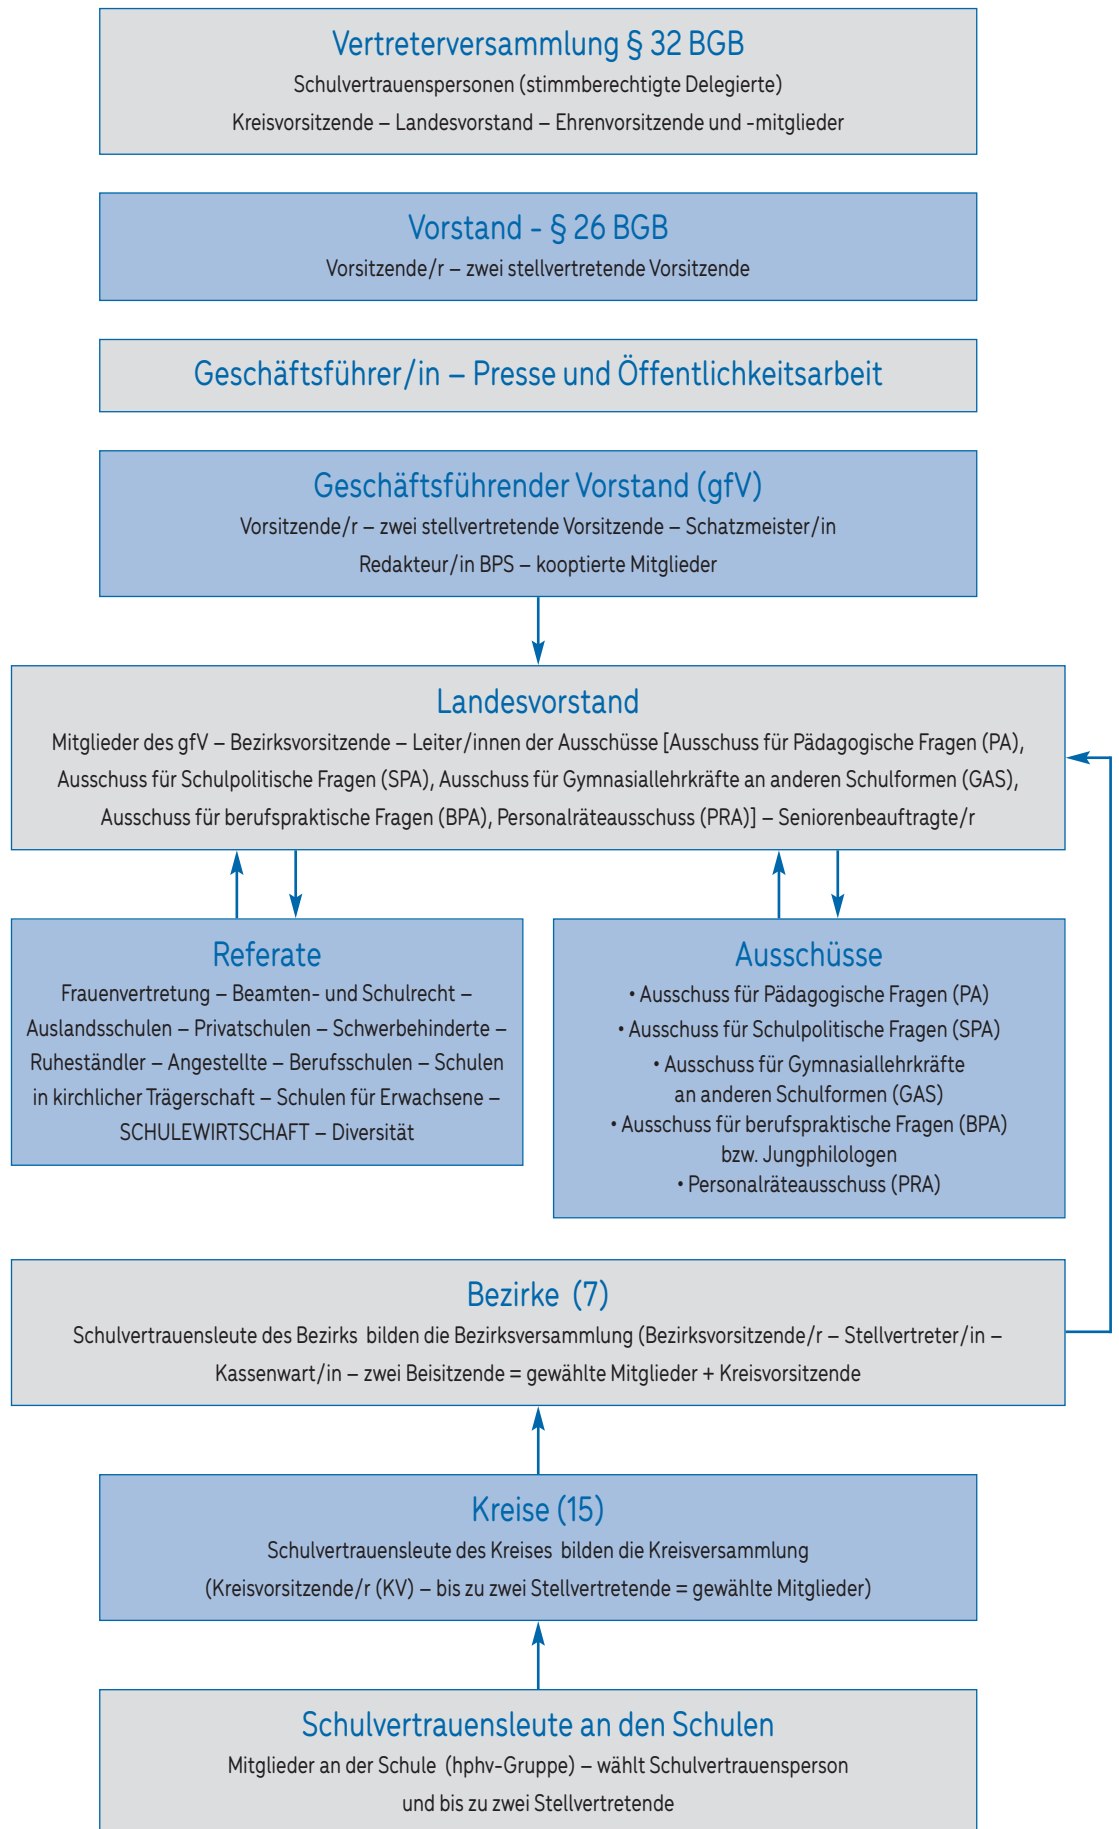 Vertreterversammlung § 32 BGB
Schulvertrauenspersonen (stimmberechtigte Delegierte)
Kreisvorsitzende – Landesvorstand – Ehrenvorsitzende und -mitglieder
Vorstand - § 26 BGB
Vorsitzende/r – zwei stellvertretende Vorsitzende
Geschäftsführer/in – Presse und Öffentlichkeitsarbeit
Geschäftsführender Vorstand (gfV)
Vorsitzende/r – zwei stellvertretende Vorsitzende – Schatzmeister/in
Redakteur/in BPS – kooptierte Mitglieder
Landesvorstand
Mitglieder des gfV – Bezirksvorsitzende – Leiter/innen der Ausschüsse [Ausschuss für Pädagogische Fragen (PA),
Ausschuss für Schulpolitische Fragen (SPA), Ausschuss für Gymnasiallehrkräfte an anderen Schulformen (GAS),
Ausschuss für berufspraktische Fragen (BPA), Personalräteausschuss (PRA)] – Seniorenbeauftragte/r
Referate
Frauenvertretung – Beamten- und Schulrecht –
Auslandsschulen – Privatschulen – Schwerbehinderte –
Ruheständler – Angestellte – Berufsschulen – Schulen
in kirchlicher Trägerschaft – Schulen für Erwachsene –
SCHULEWIRTSCHAFT – Diversität
Ausschüsse
• Ausschuss für Pädagogische Fragen (PA)
• Ausschuss für Schulpolitische Fragen (SPA)
• Ausschuss für Gymnasiallehrkräfte
an anderen Schulformen (GAS)
• Ausschuss für berufspraktische Fragen (BPA)
bzw. Jungphilologen
• Personalräteausschuss (PRA)
Bezirke (7)
Schulvertrauensleute des Bezirks bilden die Bezirksversammlung (Bezirksvorsitzende/r – Stellvertreter/in –
Kassenwart/in – zwei Beisitzende = gewählte Mitglieder + Kreisvorsitzende
Kreise (15)
Schulvertrauensleute des Kreises bilden die Kreisversammlung
(Kreisvorsitzende/r (KV) – bis zu zwei Stellvertretende = gewählte Mitglieder)
Schulvertrauensleute an den Schulen
Mitglieder an der Schule (hphv-Gruppe) – wählt Schulvertrauensperson
und bis zu zwei Stellvertretende